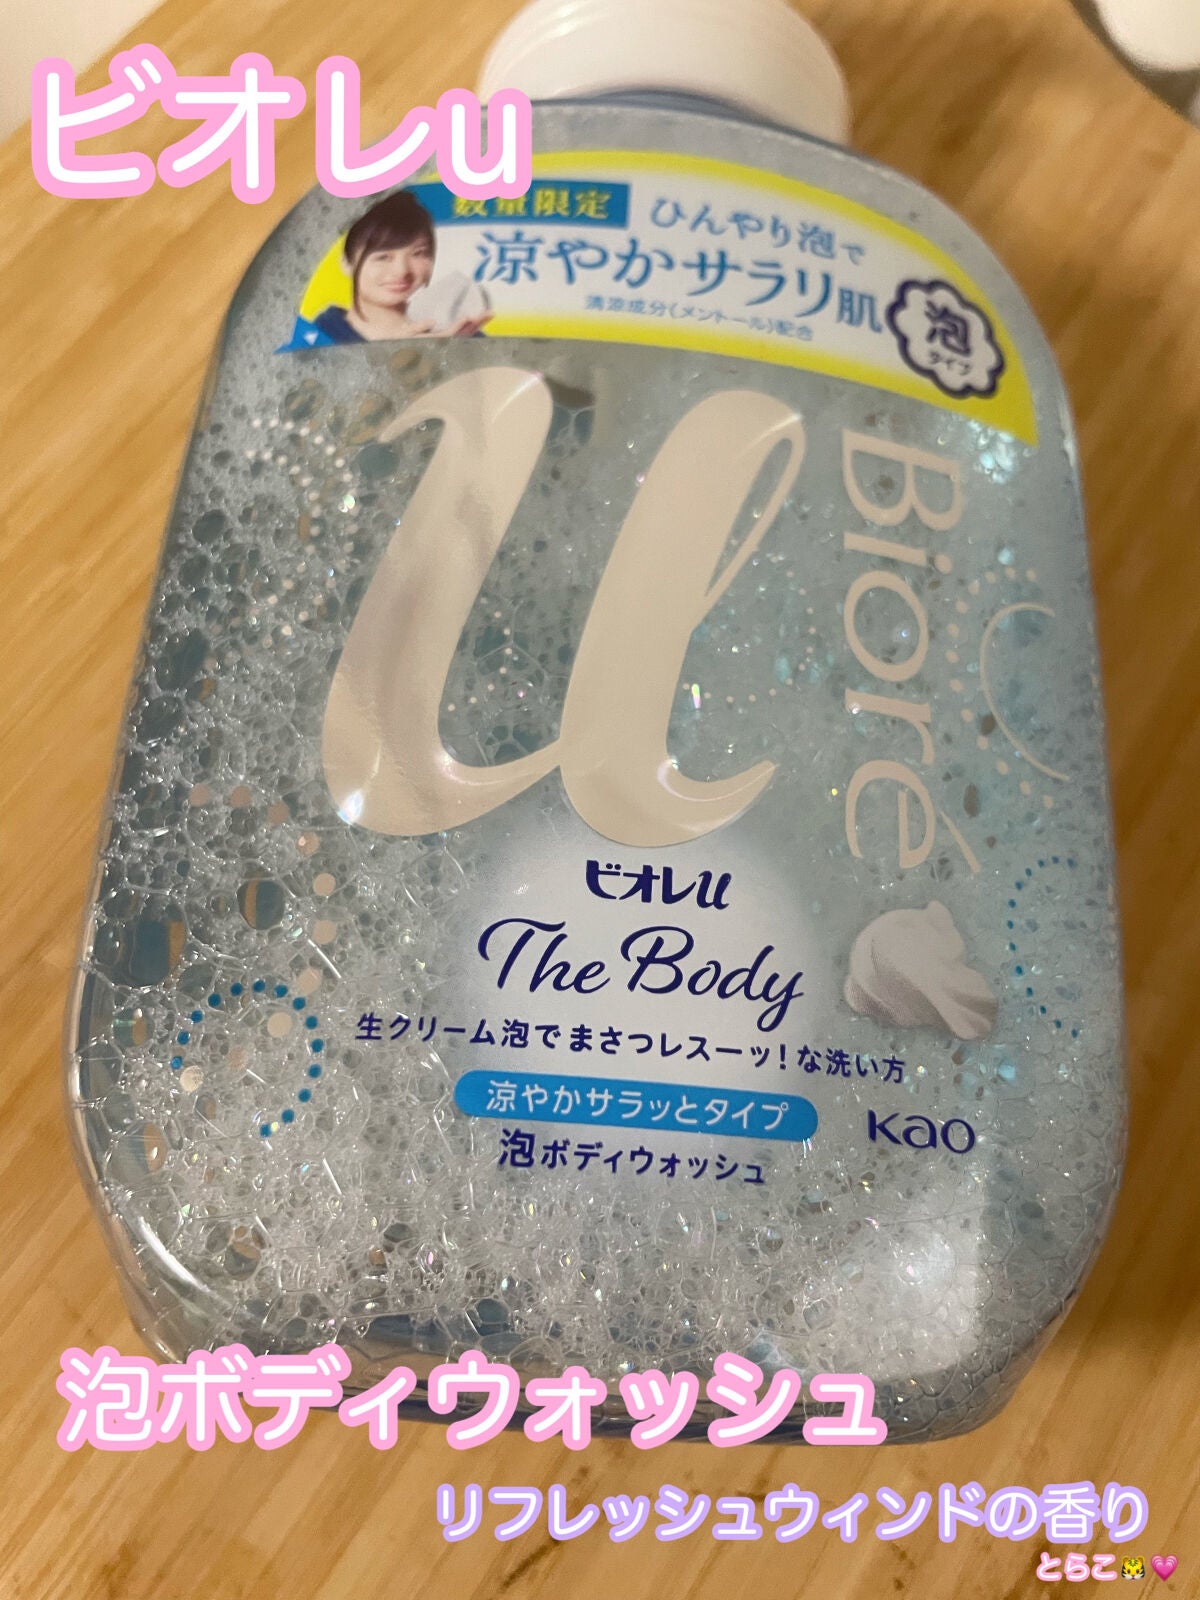 ビオレu
数量限定
ひんやり泡で
涼やかサラリ肌
清涼成分(メントール)配合
泡
タイプ
u
Bioré
ビオレu
The Body
生クリーム泡で まさつレスーッ!な洗い方
涼やかサラッとタイプ
Kao
泡ボディウォッシュ
泡ボディウォッシュ
リフレッシュウィンドの香り
とらこ🐯💗